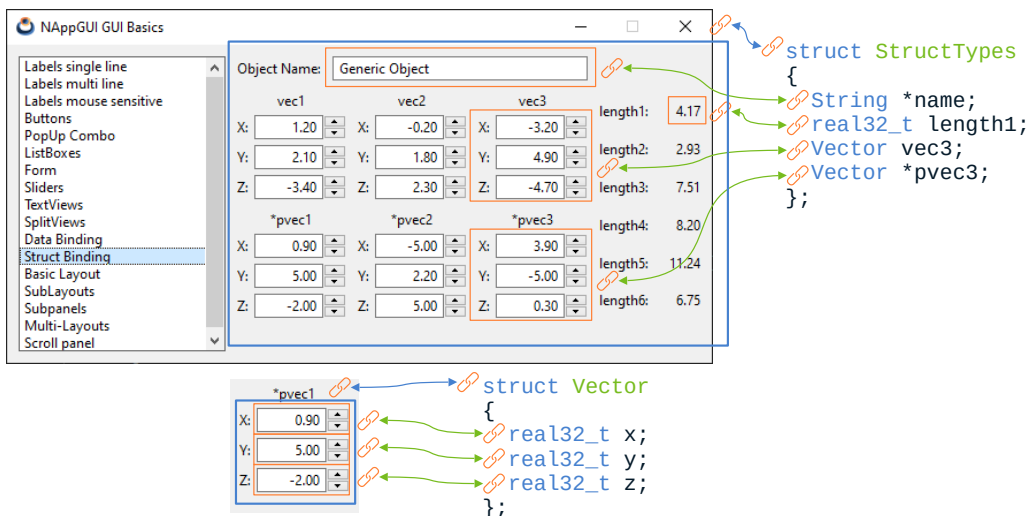 NAppGUI GUI Basics
Labels single line
Labels multi line
Labels mouse sensitive
Buttons
PopUp Combo
ListBoxes
Form
Sliders
TextViews
SplitViews
Data Binding
Struct Binding
Basic Layout
SubLayouts
Subpanels
Multi-Layouts
Scroll panel
Object Name: Generic Object
vec1 vec2 vec3
X: 1.20 X: -0.20 X: -3.20
Y: 2.10 Y: 1.80 Y: 4.90
Z: -3.40 Z: 2.30 Z: -4.70
*pvec1 *pvec2 *pvec3
X: 0.90 X: -5.00 X: 3.90
Y: 5.00 Y: 2.20 Y: -5.00
Z: -2.00 Z: 5.00 Z: 0.30
length1: 4.17
length2: 2.93
length3: 7.51
length4: 8.20
length5: 11.24
length6: 6.75
struct StructTypes
{
String *name;
real32_t length1;
Vector vec3;
Vector *pvec3;
};
*pvec1
X: 0.90
Y: 5.00
Z: -2.00
struct Vector
{
real32_t x;
real32_t y;
real32_t z;
};